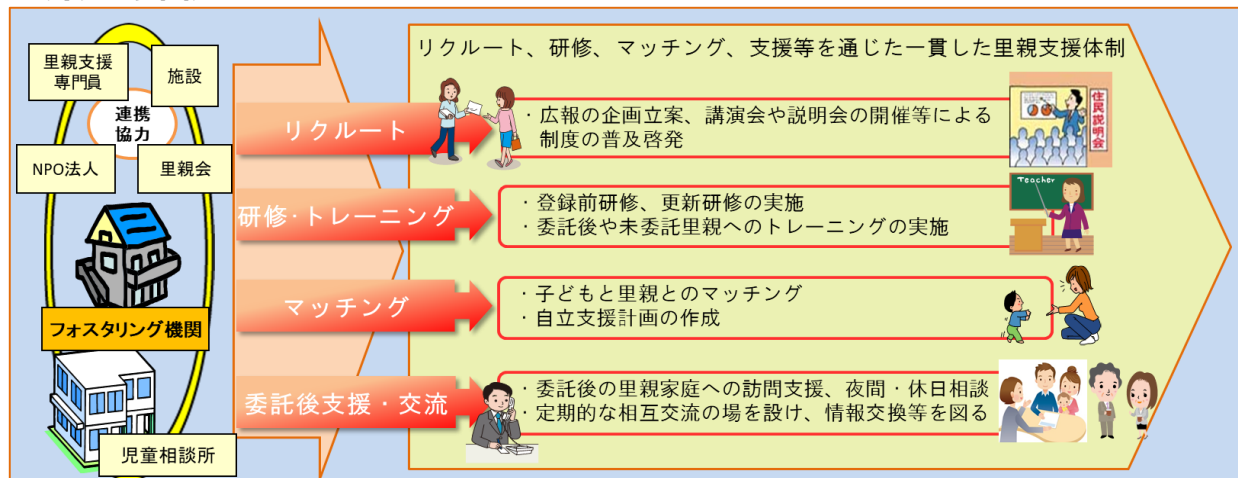 里親支援
専門員
施設
連携
協力
NPO法人
里親会
フォスタリング機関
児童相談所
リクルート、研修、マッチング、支援等を通じた一貫した里親支援体制
リクルート
・広報の企画立案、講演会や説明会の開催等による
制度の普及啓発
住民説明会
研修・トレーニング
・登録前研修、更新研修の実施
・委託後や未委託里親へのトレーニングの実施
Teacher
マッチング
・子どもと里親とのマッチング
・自立支援計画の作成
委託後支援・交流
・委託後の里親家庭への訪問支援、夜間・休日相談
・定期的な相互交流の場を設け、情報交換等を図る